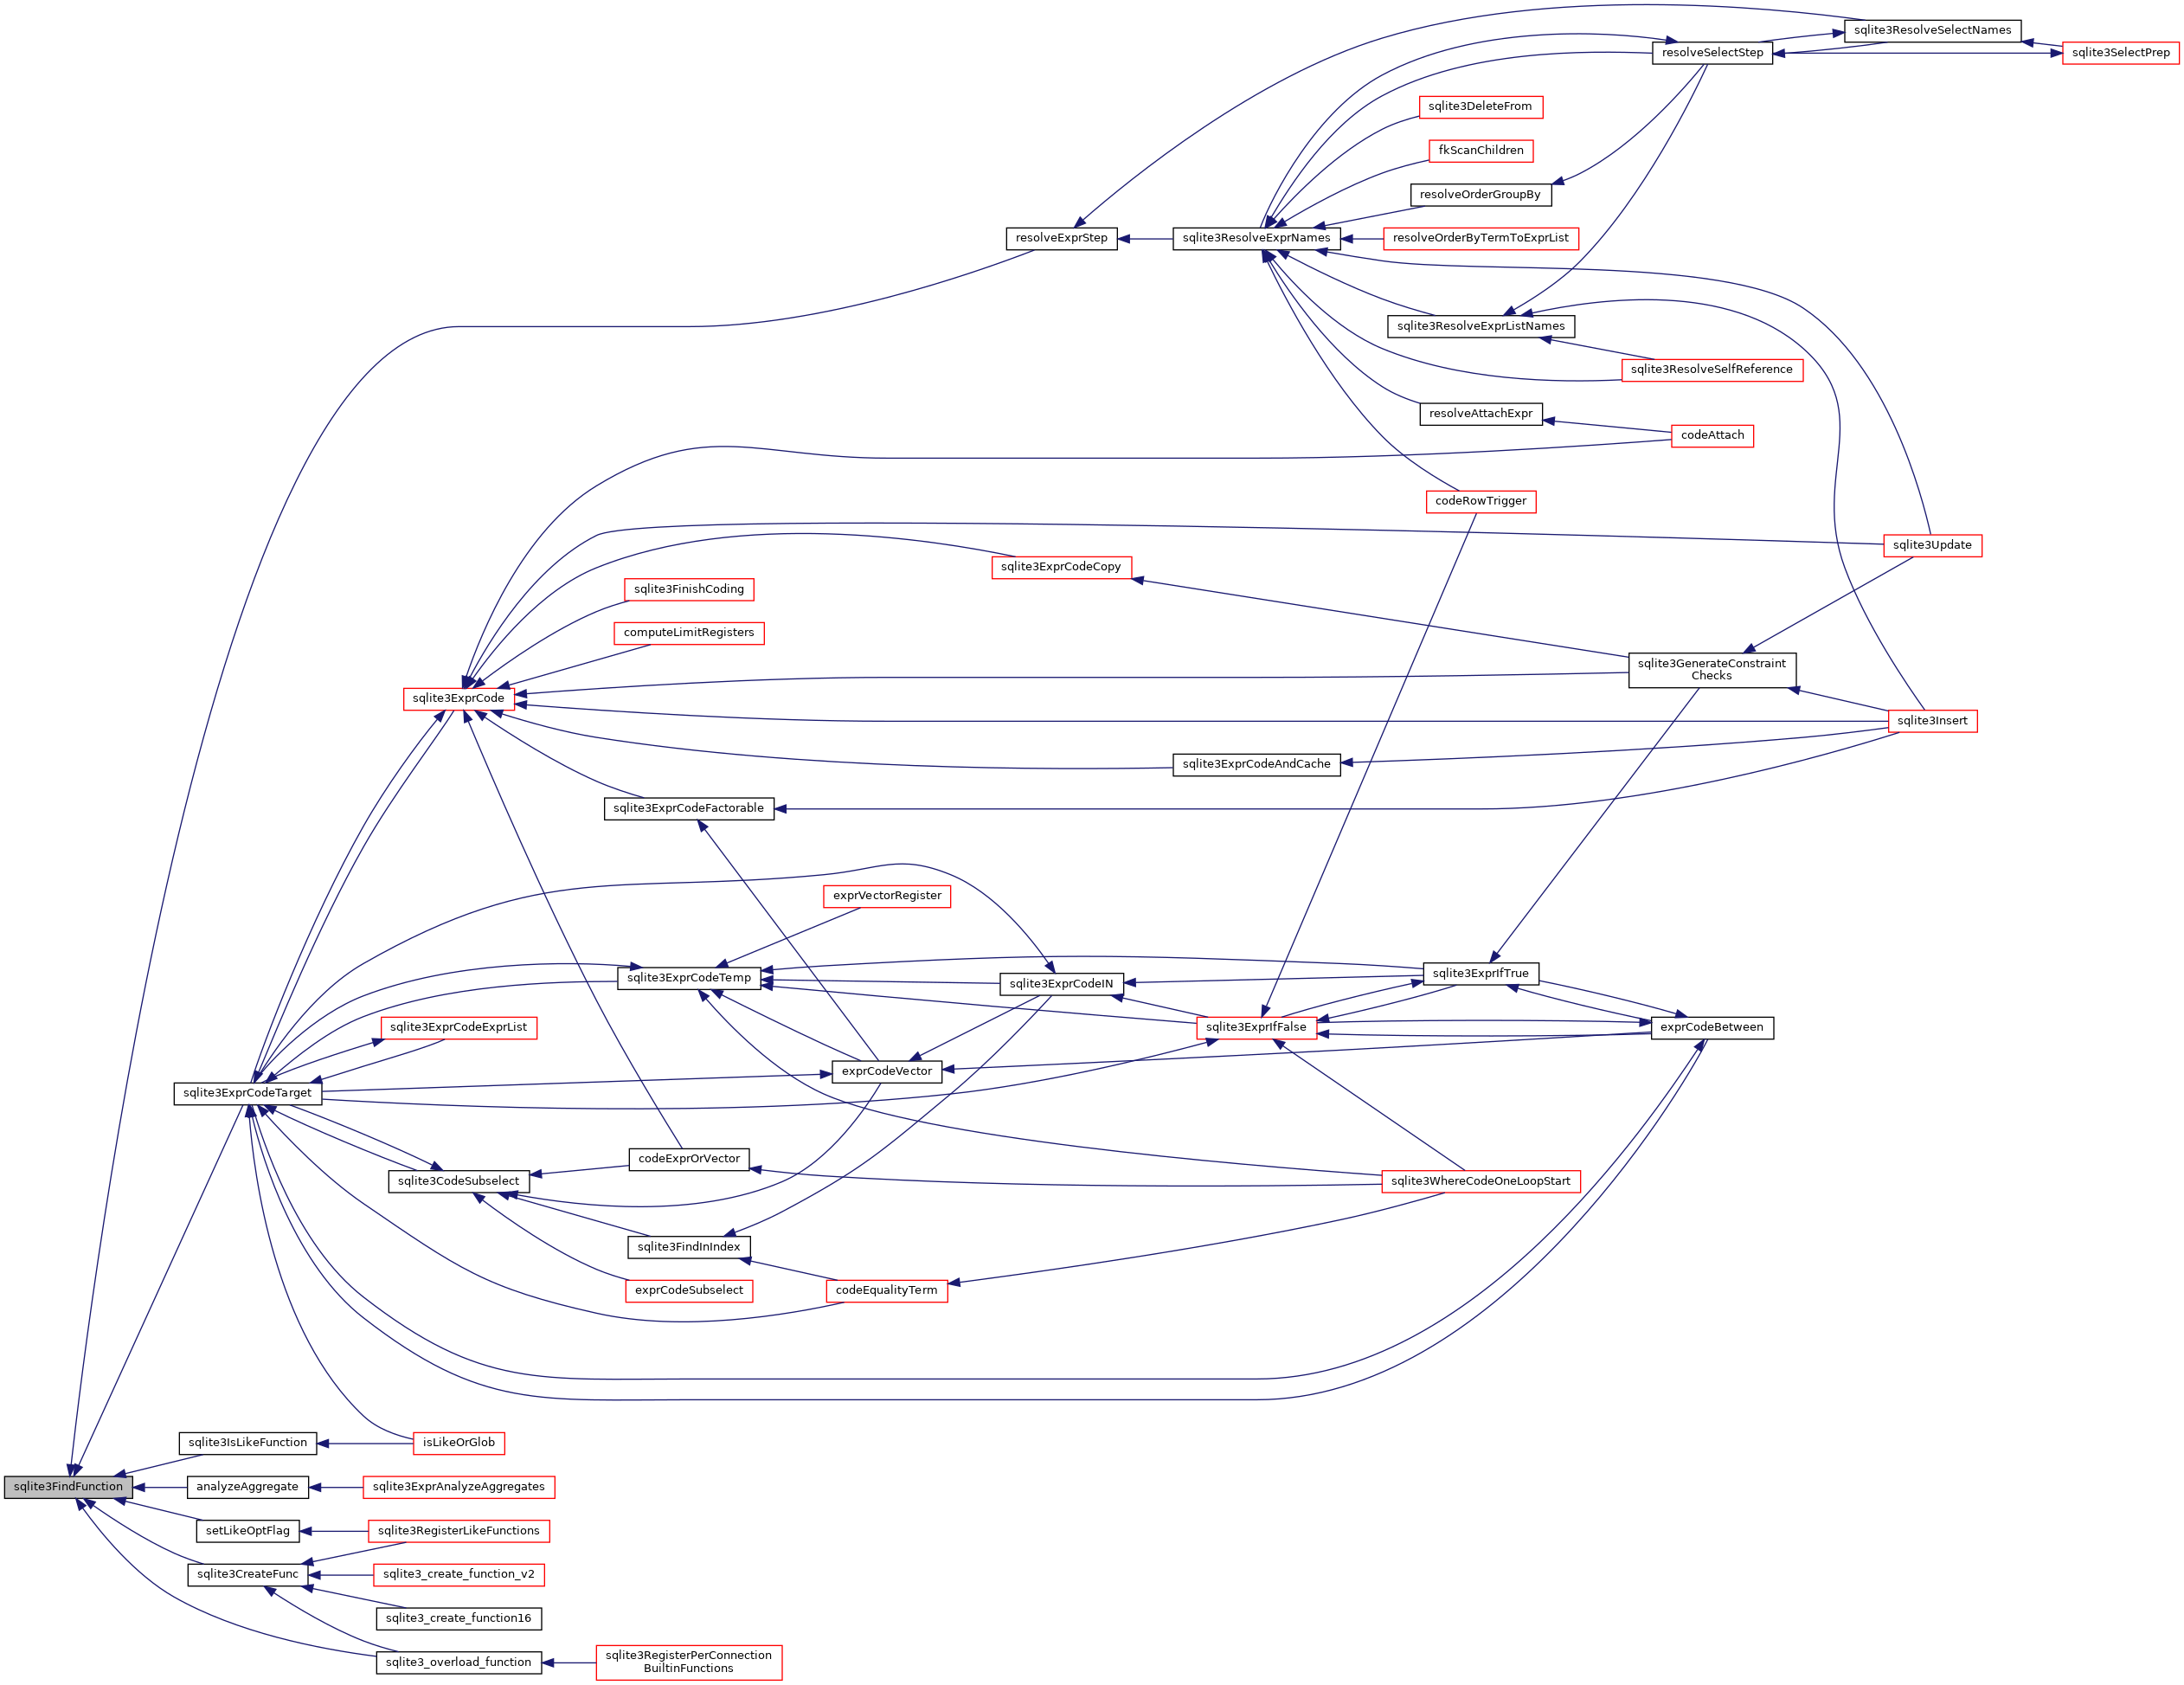 sqlite3ResolveSelectNames
resolveSelectStep
sqlite3SelectPrep
sqlite3DeleteFrom
fkScanChildren
resolveOrderGroupBy
resolveExprStep
sqlite3ResolveExprNames
resolveOrderByTermToExprList
sqlite3ResolveExprListNames
sqlite3ResolveSelfReference
resolveAttachExpr
codeAttach
codeRowTrigger
sqlite3Update
sqlite3ExprCodeCopy
sqlite3FinishCoding
computeLimitRegisters
sqlite3GenerateConstraint
Checks
sqlite3ExprCode
sqlite3Insert
sqlite3ExprCodeAndCache
sqlite3ExprCodeFactorable
exprVectorRegister
sqlite3ExprCodeTemp
sqlite3ExprCodeIN
sqlite3ExprIfTrue
sqlite3ExprCodeExprList
sqlite3ExprIfFalse
exprCodeBetween
exprCodeVector
sqlite3ExprCodeTarget
codeExprOrVector
sqlite3CodeSubselect
sqlite3WhereCodeOneLoopStart
sqlite3FindInIndex
exprCodeSubselect
codeEqualityTerm
sqlite3IsLikeFunction
isLikeOrGlob
sqlite3FindFunction
analyzeAggregate
sqlite3ExprAnalyzeAggregates
setLikeOptFlag
sqlite3RegisterLikeFunctions
sqlite3CreateFunc
sqlite3_create_function_v2
sqlite3_create_function16
sqlite3_overload_function
sqlite3RegisterPerConnection
BuiltinFunctions